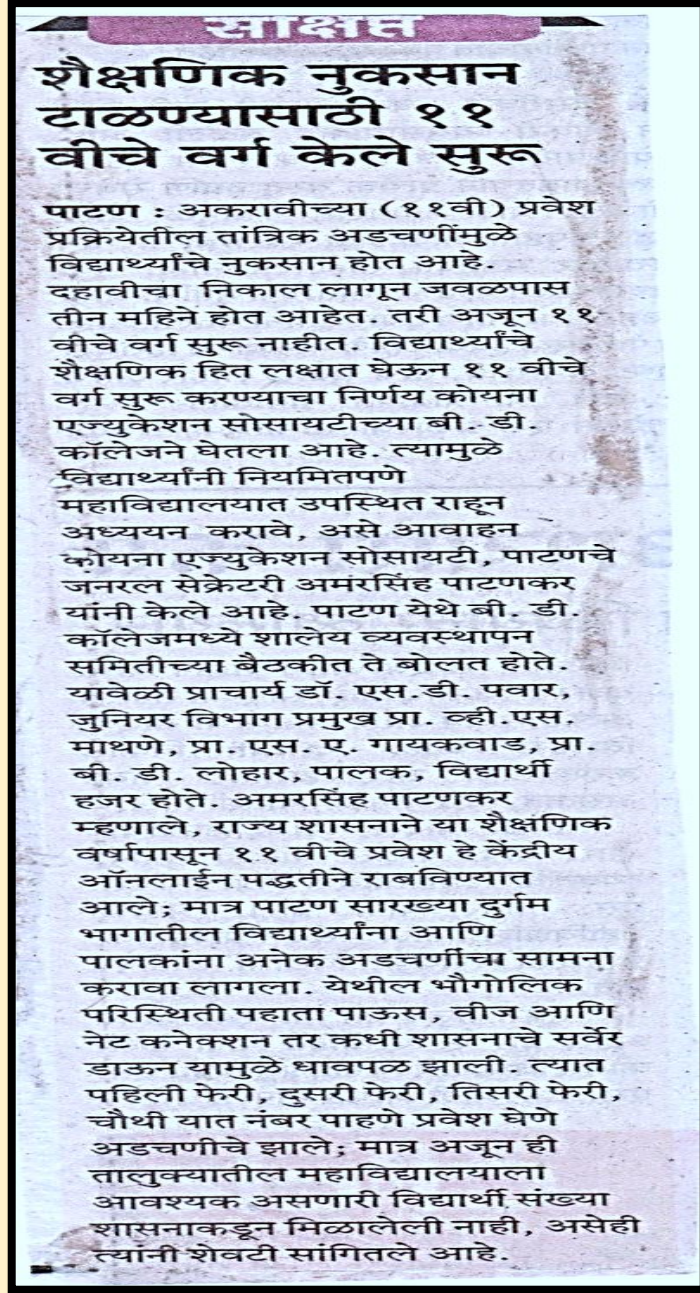 संक्षिप्त
शैक्षणिक नुकसान
टाळण्यासाठी ११
वीचे वर्ग केले सुरू
पाटण : अकरावीच्या (११वी) प्रवेश
प्रक्रियेतील तांत्रिक अडचणींमुळे
विद्यार्थ्यांचे नुकसान होत आहे.
दहावीचा निकाल लागून जवळपास
तीन महिने होत आहेत. तरी अजून ११
वीचे वर्ग सुरू नाहीत. विद्यार्थ्यांचे
शैक्षणिक हित लक्षात घेऊन ११ वीचे
वर्ग सुरू करण्याचा निर्णय कोयना
एज्युकेशन सोसायटीच्या बी. डी.
कॉलेजने घेतला आहे. त्यामुळे
विद्यार्थ्यांनी नियमितपणे
महाविद्यालयात उपस्थित राहून
अध्ययन करावे, असे आवाहन
कोयना एज्युकेशन सोसायटी, पाटणचे
जनरल सेक्रेटरी अमरसिंह पाटणकर
यांनी केले आहे. पाटण येथे बी. डी.
कॉलेजमध्ये शालेय व्यवस्थापन
समितीच्या बैठकीत ते बोलत होते.
यावेळी प्राचार्य डॉ. एस.डी. पवार,
जुनियर विभाग प्रमुख प्रा. व्ही.एस.
माथणे, प्रा. एस. ए. गायकवाड, प्रा.
बी. डी. लोहार, पालक, विद्यार्थी
हजर होते. अमरसिंह पाटणकर
म्हणाले, राज्य शासनाने या शैक्षणिक
वर्षापासून ११ वीचे प्रवेश हे केंद्रीय
ऑनलाईन पद्धतीने राबविण्यात
आले; मात्र पाटण सारख्या दुर्गम
भागातील विद्यार्थ्यांना आणि
पालकांना अनेक अडचणींचा सामना
करावा लागला. येथील भौगोलिक
परिस्थिती पहाता पाऊस, वीज आणि
नेट कनेक्शन तर कधी शासनाचे सर्वेर
डाऊन यामुळे धावपळ झाली. त्यात
पहिली फेरी, दुसरी फेरी, तिसरी फेरी,
चौथी यात नंबर पाहणे प्रवेश घेणे
अडचणीचे झाले; मात्र अजून ही
तालुक्यातील महाविद्यालयाला
आवश्यक असणारी विद्यार्थी संख्या
शासनाकडून मिळालेली नाही, असेही
त्यांनी शेवटी सांगितले आहे.